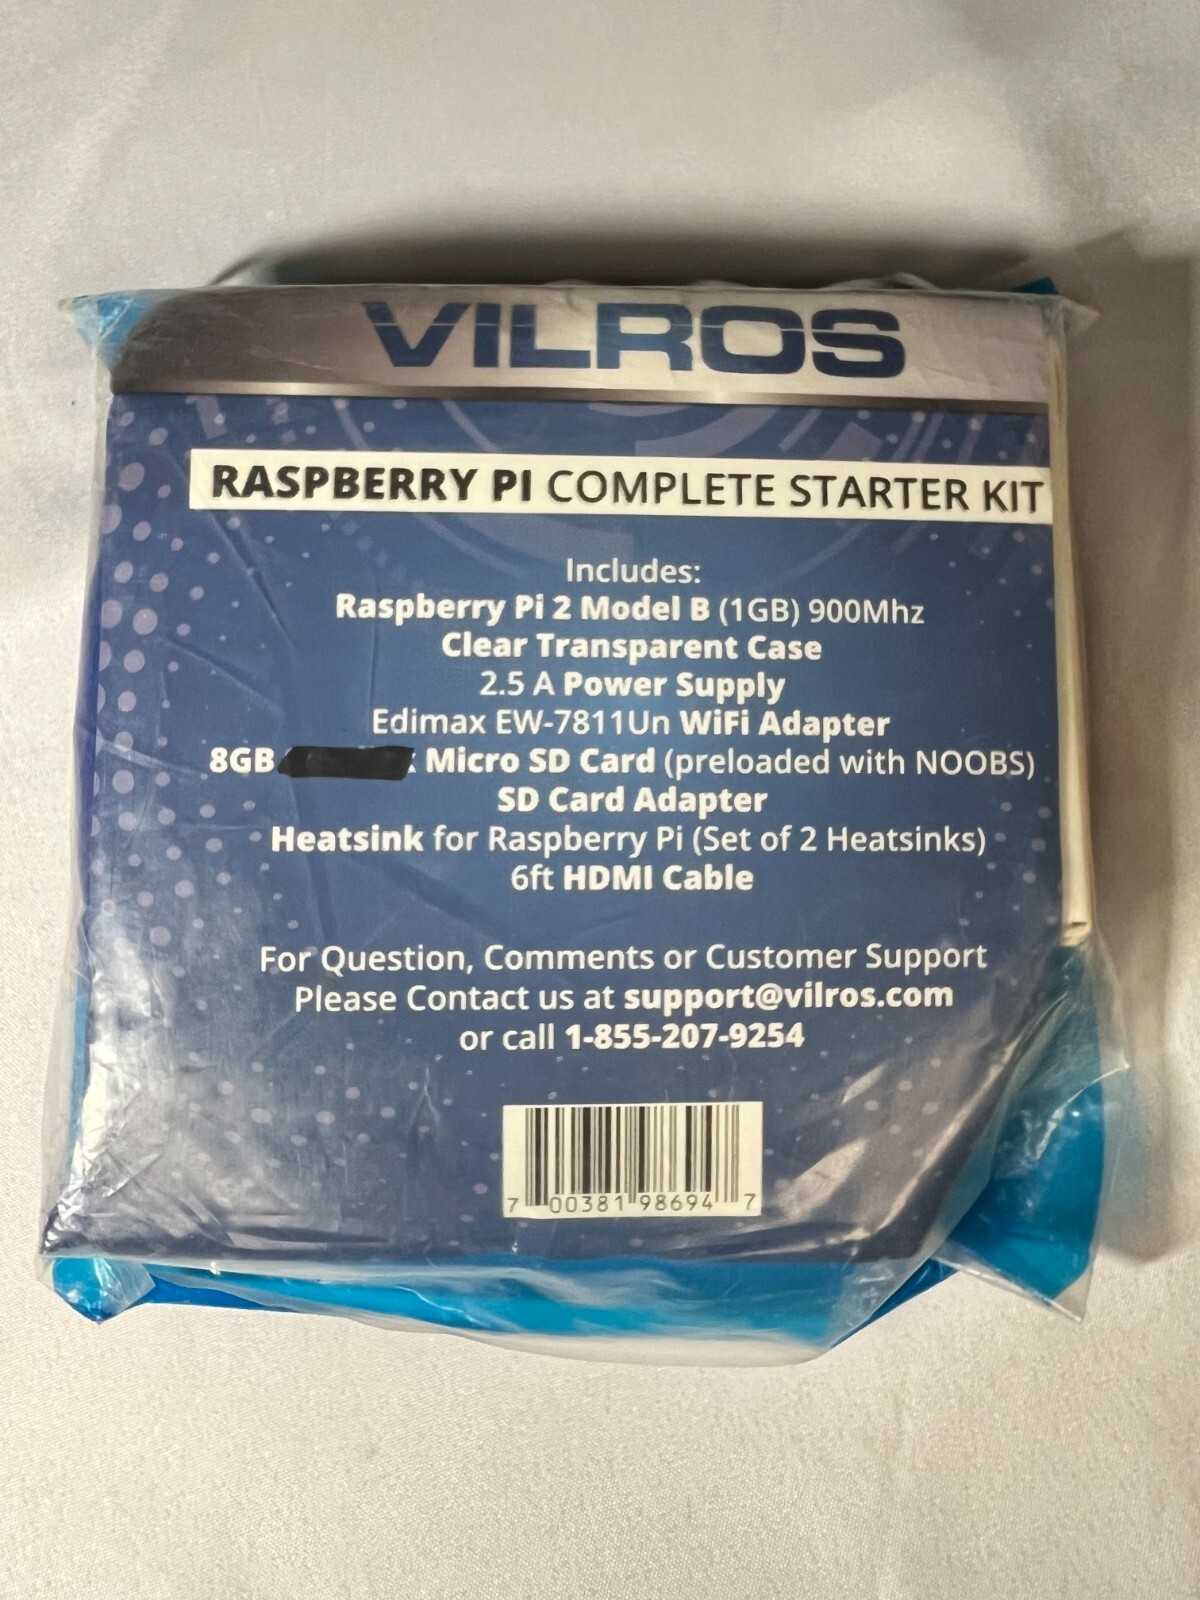 VILROS
RASPBERRY PI COMPLETE STARTER KIT
Includes:
Raspberry Pi 2 Model B (1GB) 900Mhz
Clear Transparent Case
2.5 A Power Supply
Edimax EW-7811Un WiFi Adapter
8GB Micro SD Card (preloaded with NOOBS)
SD Card Adapter
Heatsink for Raspberry Pi (Set of 2 Heatsinks)
6ft HDMI Cable
For Question, Comments or Customer Support
Please Contact us at support@vilros.com
or call 1-855-207-9254
7 00381 98694 7